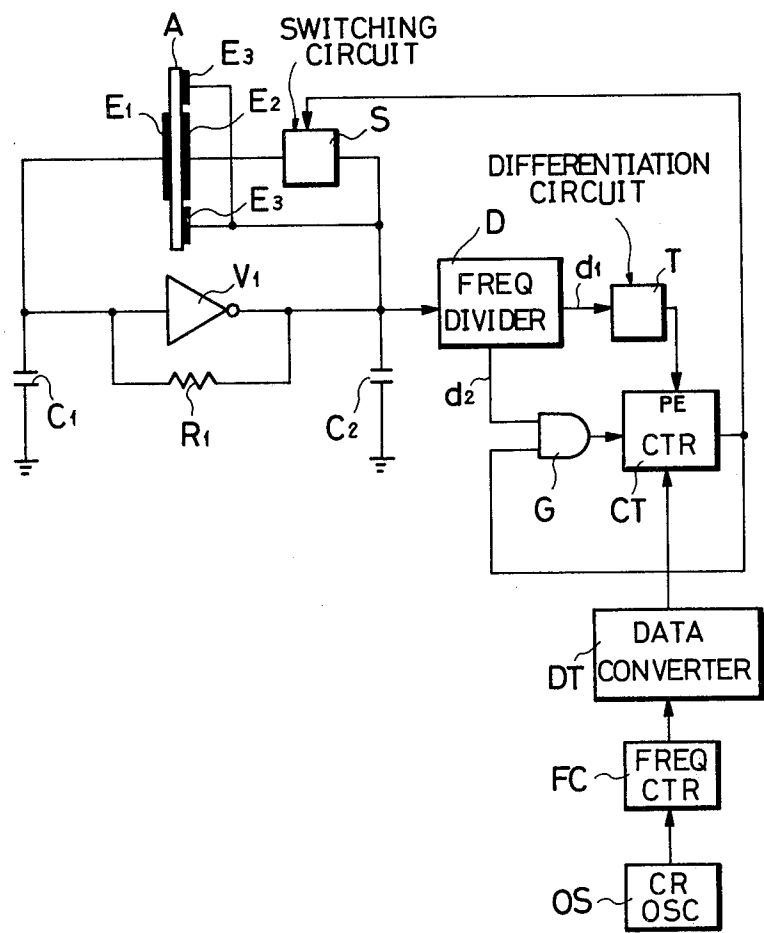 A
SWITCHING
CIRCUIT
E3
E1
E2
S
E3
DIFFERENTIATION
CIRCUIT
D
T
V1
FREQ
DIVIDER
d1
C1
R1
C2
d2
PE
CTR
G
CT
DATA
CONVERTER
DT
FREQ
CTR
FC
CR
OSC
OS